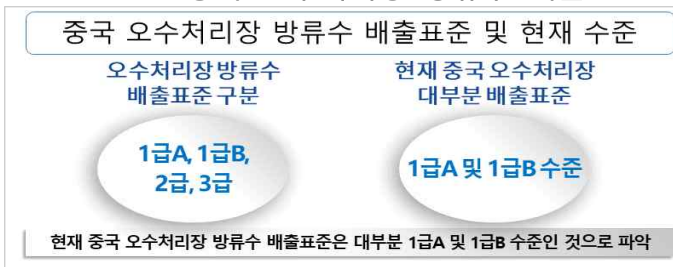 중국 오수처리장 방류수 배출표준 및 현재 수준
오수처리장 방류수
배출표준 구분
현재 중국 오수처리장
대부분 배출표준
1급A, 1급B,
2급, 3급
1급A 및 1급B 수준
현재 중국 오수처리장 방류수 배출표준은 대부분 1급A 및 1급B 수준인 것으로 파악